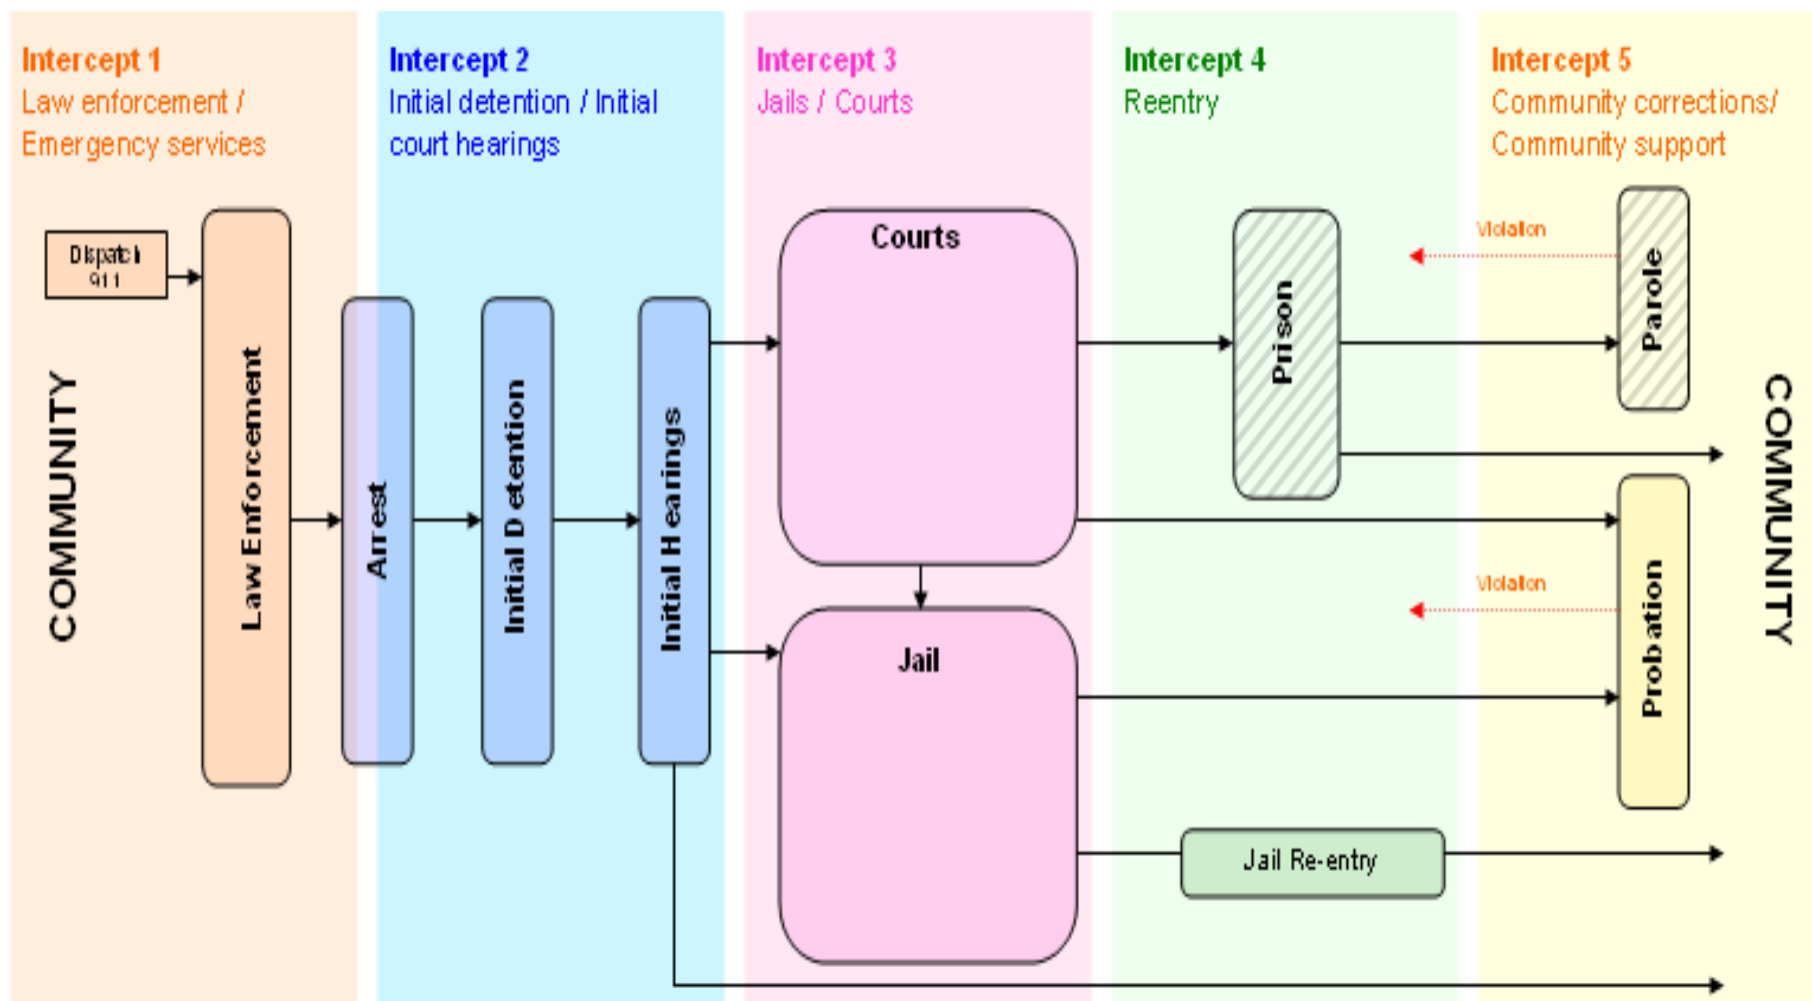 Intercept 1
Law enforcement /
Emergency services
Intercept 2
Initial detention / Initial
court hearings
Intercept 3
Jails / Courts
Intercept 4
Reentry
Intercept 5
Community corrections/
Community support
Dispatch
911
COMMUNITY
Law Enforcement
Arrest
Initial Detention
Initial Hearings
Courts
Jail
Prison
Jail Re-entry
Violation
Parole
Violation
Probation
COMMUNITY